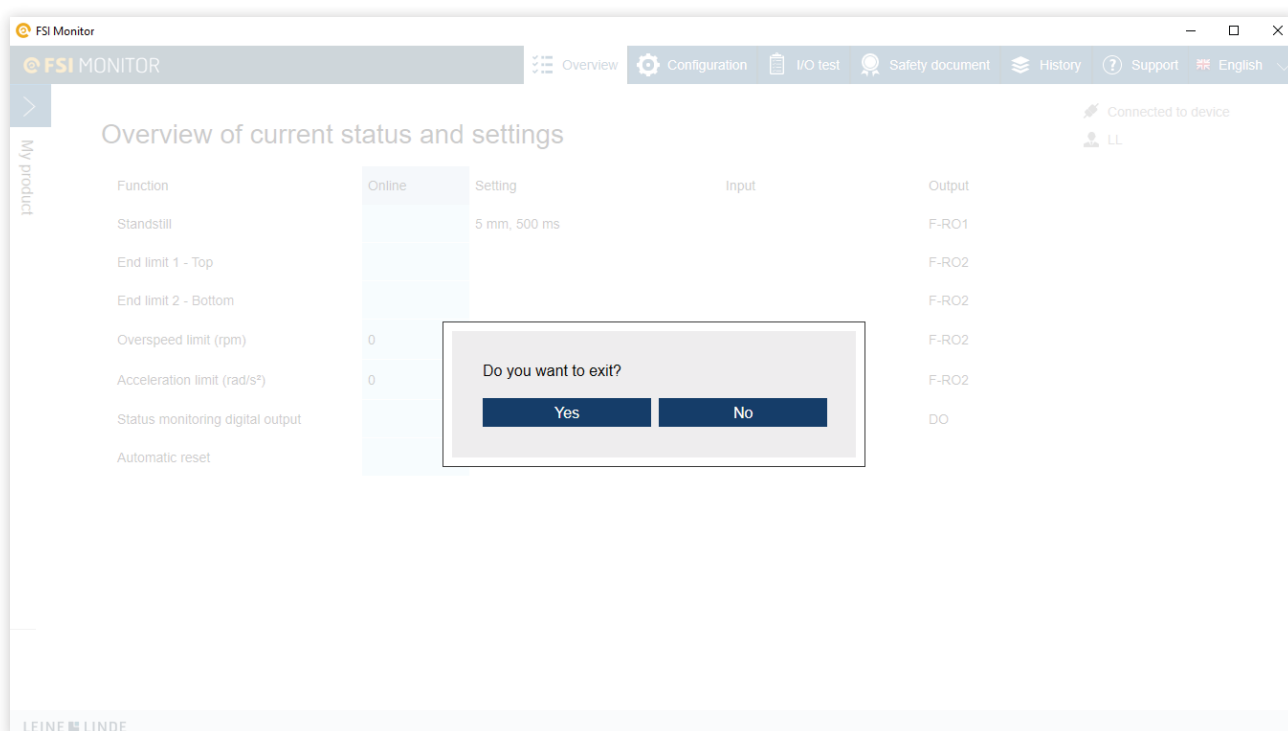 FSI Monitor
FSI MONITOR
Overview Configuration I/O test Safety document History Support English
Connected to device
Overview of current status and settings
LL
My product
Function Online Setting Input Output
Standstill 5 mm, 500 ms F-RO1
End limit 1 - Top F-RO2
End limit 2 - Bottom F-RO2
Overspeed limit (rpm) 0 F-RO2
Acceleration limit (rad/s²) 0 F-RO2
Status monitoring digital output DO
Automatic reset
Do you want to exit?
Yes No
LEINE LINDE